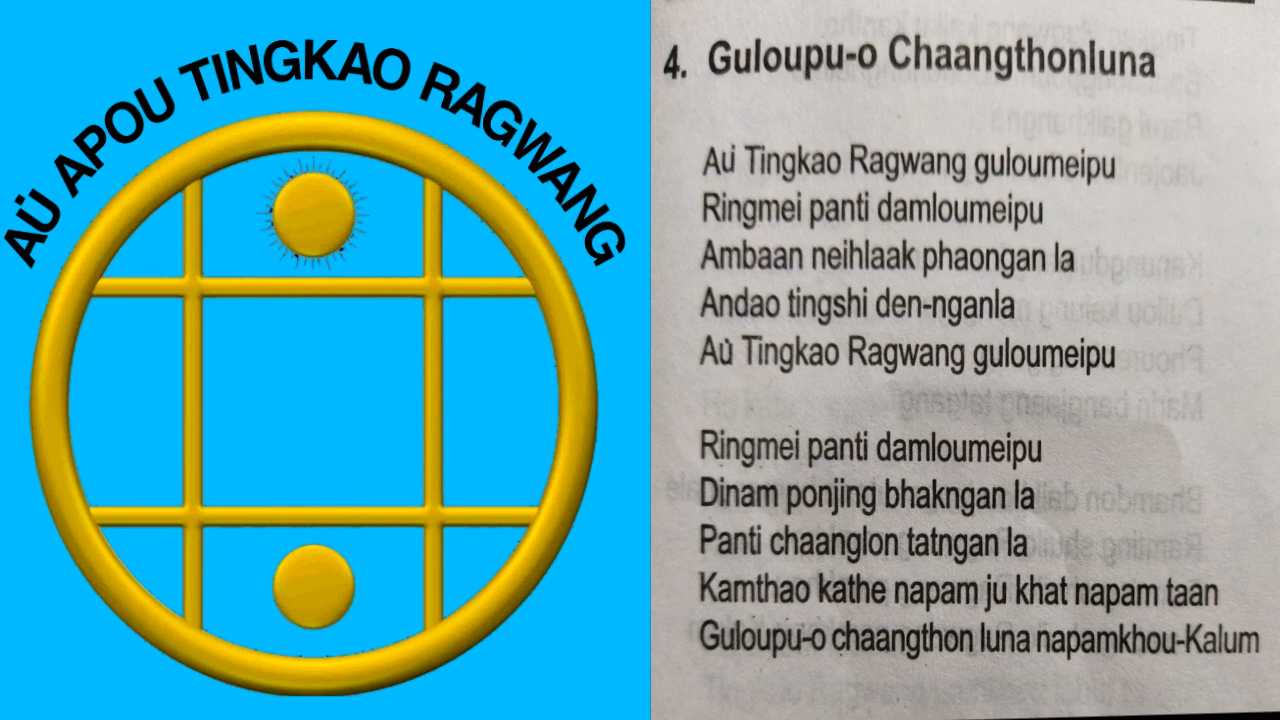 AÜ APOU TINGKAO RAGWANG
4. Guloupu-o Chaangthonluna
Aü Tingkao Ragwang guloumeipu
Ringmei panti damloumeipu
Ambaan neihlaak phaongan la
Andao tingshi den-nganla
Aü Tingkao Ragwang guloumeipu
Ringmei panti damloumeipu
Dinam ponjing bhakngan la
Panti chaanglon tatngan la
Kamthao kathe napam ju khat napam taan
Guloupu-o chaangthon luna napamkhou-Kalum